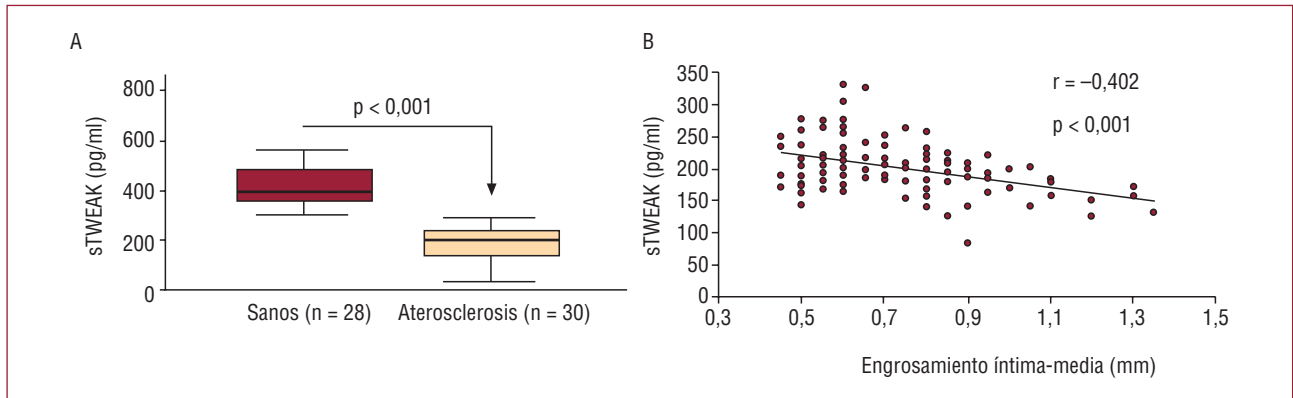 A
sTWEAK (pg/ml)
800
600
400
200
0
p < 0,001
Sanos (n = 28)
Aterosclerosis (n = 30)
B
sTWEAK (pg/ml)
350
300
250
200
150
100
50
0
r = –0,402
p < 0,001
0,3
0,5
0,7
0,9
1,1
1,3
1,5
Engrosamiento íntima-media (mm)